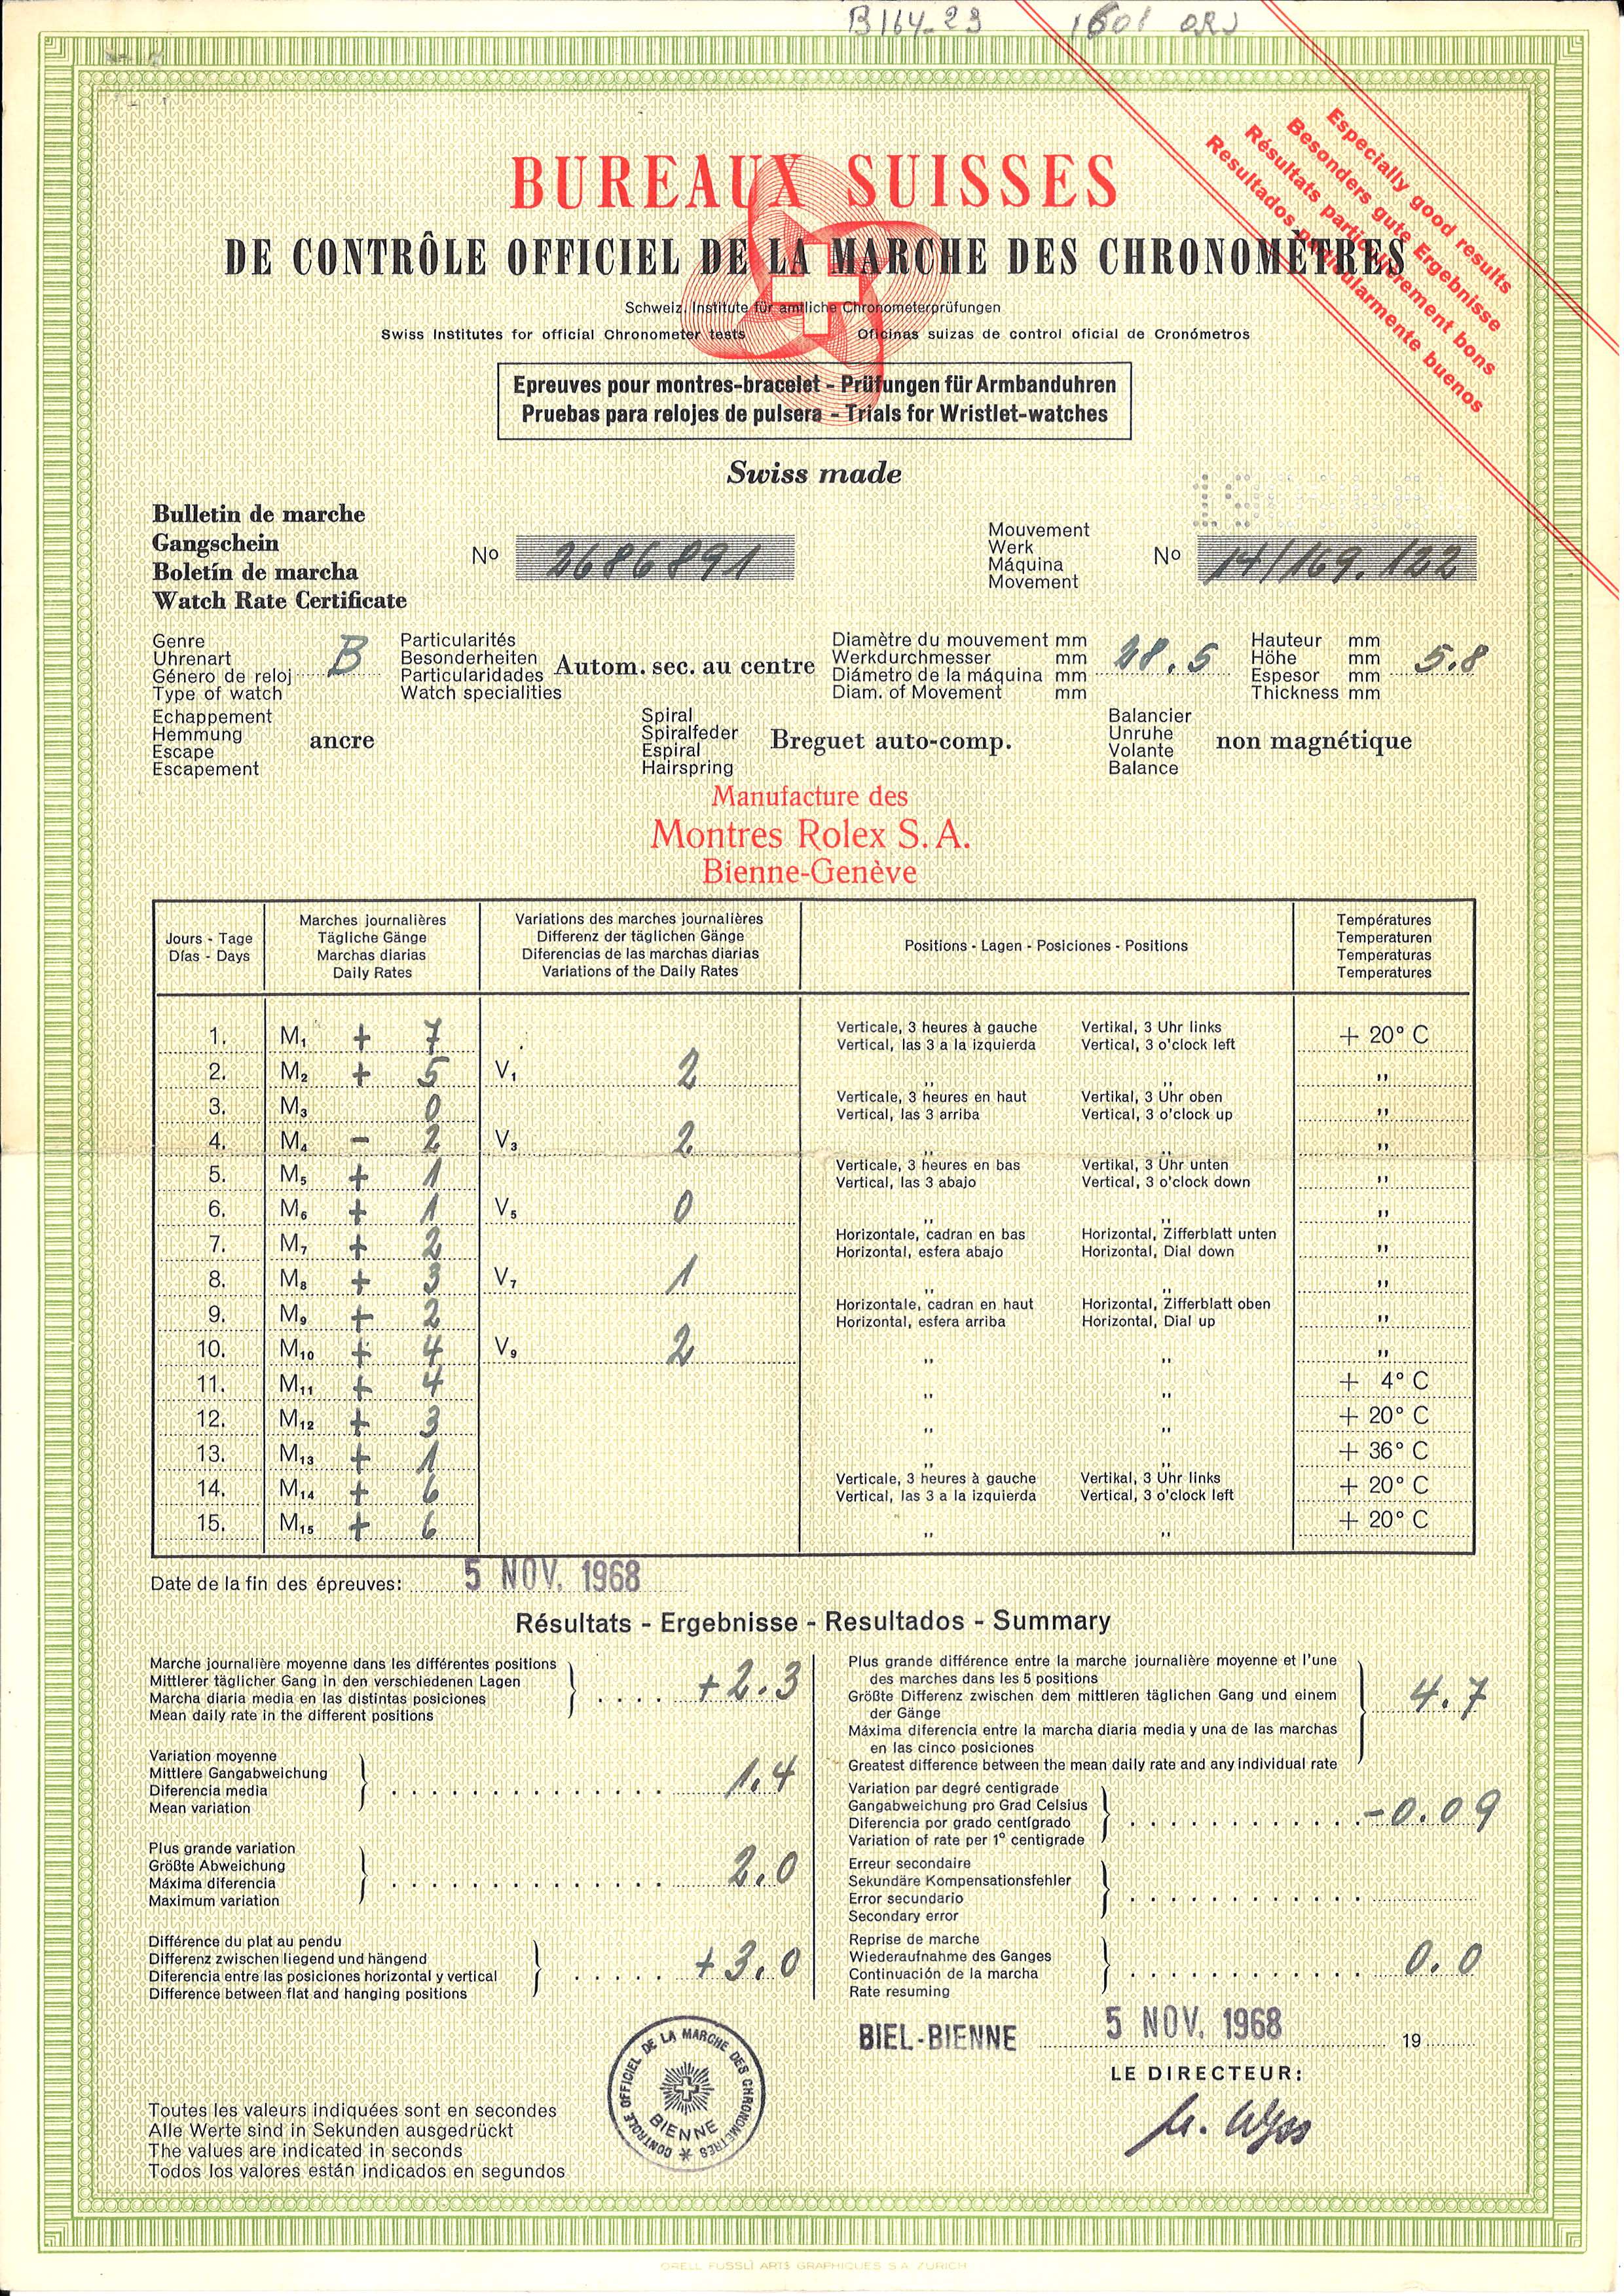 B164-23 1601 ORJ
Especially good results
Besonders gute Ergebnisse
Résultats particulièrement bons
Resultados particularmente buenos
BUREAUX SUISSES
DE CONTRÔLE OFFICIEL DE LA MARCHE DES CHRONOMÈTRES
Schweiz. Institute für amtliche Chronometerprüfungen
Swiss Institutes for official Chronometer tests Oficinas suizas de control oficial de Cronómetros
Epreuves pour montres-bracelet - Prüfungen für Armbanduhren
Pruebas para relojes de pulsera - Trials for Wristlet-watches
Swiss made
Bulletin de marche
Gangschein
Boletín de marcha
Watch Rate Certificate
No 2686891
Mouvement
Werk
Máquina
Movement
No 14/169.122
Genre
Uhrenart
Género de reloj
Type of watch
B
Particularités
Besonderheiten
Particularidades
Watch specialities
Autom. sec. au centre
Diamètre du mouvement mm
Werkdurchmesser mm
Diámetro de la máquina mm
Diam. of Movement mm
28.5
Hauteur mm
Höhe mm
Espesor mm
Thickness mm
5.8
Echappement
Hemmung
Escape
Escapement
ancre
Spiral
Spiralfeder
Espiral
Hairspring
Breguet auto-comp.
Balancier
Unruhe
Volante
Balance
non magnétique
Manufacture des
Montres Rolex S.A.
Bienne-Genève
Jours - Tage
Días - Days
Marches journalières
Tägliche Gänge
Marchas diarias
Daily Rates
Variations des marches journalières
Differenz der täglichen Gänge
Diferencias de las marchas diarias
Variations of the Daily Rates
Positions - Lagen - Posiciones - Positions
Températures
Temperaturen
Temperaturas
Temperatures
1. M1 + 7 Verticale, 3 heures à gauche Vertikal, 3 Uhr links + 20° C
Vertical, las 3 a la izquierda Vertical, 3 o'clock left
2. M2 + 5 V1 2 ,, ,, ,,
3. M3 0 Verticale, 3 heures en haut Vertikal, 3 Uhr oben ,,
Vertical, las 3 arriba Vertical, 3 o'clock up
4. M4 - 2 V3 2 ,, ,, ,,
5. M5 + 1 Verticale, 3 heures en bas Vertikal, 3 Uhr unten ,,
Vertical, las 3 abajo Vertical, 3 o'clock down
6. M6 + 1 V5 0 ,, ,, ,,
7. M7 + 2 Horizontale, cadran en bas Horizontal, Zifferblatt unten ,,
Horizontal, esfera abajo Horizontal, Dial down
8. M8 + 3 V7 1 ,, ,, ,,
9. M9 + 2 Horizontale, cadran en haut Horizontal, Zifferblatt oben ,,
Horizontal, esfera arriba Horizontal, Dial up
10. M10 + 4 V9 2 ,, ,, ,,
11. M11 + 4 ,, ,, + 4° C
12. M12 + 3 ,, ,, + 20° C
13. M13 + 1 ,, ,, + 36° C
14. M14 + 6 Verticale, 3 heures à gauche Vertikal, 3 Uhr links + 20° C
Vertical, las 3 a la izquierda Vertical, 3 o'clock left
15. M15 + 6 ,, ,, + 20° C
Date de la fin des épreuves: 5 NOV. 1968
Résultats - Ergebnisse - Resultados - Summary
Marche journalière moyenne dans les différentes positions
Mittlerer täglicher Gang in den verschiedenen Lagen
Marcha diaria media en las distintas posiciones
Mean daily rate in the different positions
+2.3
Variation moyenne
Mittlere Gangabweichung
Diferencia media
Mean variation
1.4
Plus grande variation
Größte Abweichung
Máxima diferencia
Maximum variation
2.0
Différence du plat au pendu
Differenz zwischen liegend und hängend
Diferencia entre las posiciones horizontal y vertical
Difference between flat and hanging positions
+3.0
Plus grande différence entre la marche journalière moyenne et l'une
des marches dans les 5 positions
Größte Differenz zwischen dem mittleren täglichen Gang und einem
der Gänge
Máxima diferencia entre la marcha diaria media y una de las marchas
en las cinco posiciones
Greatest difference between the mean daily rate and any individual rate
4.7
Variation par degré centigrade
Gangabweichung pro Grad Celsius
Diferencia por grado centígrado
Variation of rate per 1° centigrade
-0.09
Erreur secondaire
Sekundäre Kompensationsfehler
Error secundario
Secondary error
Reprise de marche
Wiederaufnahme des Ganges
Continuación de la marcha
Rate resuming
0.0
BIEL-BIENNE 5 NOV. 1968 19
LE DIRECTEUR:
CONTROLE OFFICIEL DE LA MARCHE DES CHRONOMETRES
BIENNE
Toutes les valeurs indiquées sont en secondes
Alle Werte sind in Sekunden ausgedrückt
The values are indicated in seconds
Todos los valores están indicados en segundos
ORELL FÜSSLI ARTS GRAPHIQUES S.A. ZURICH